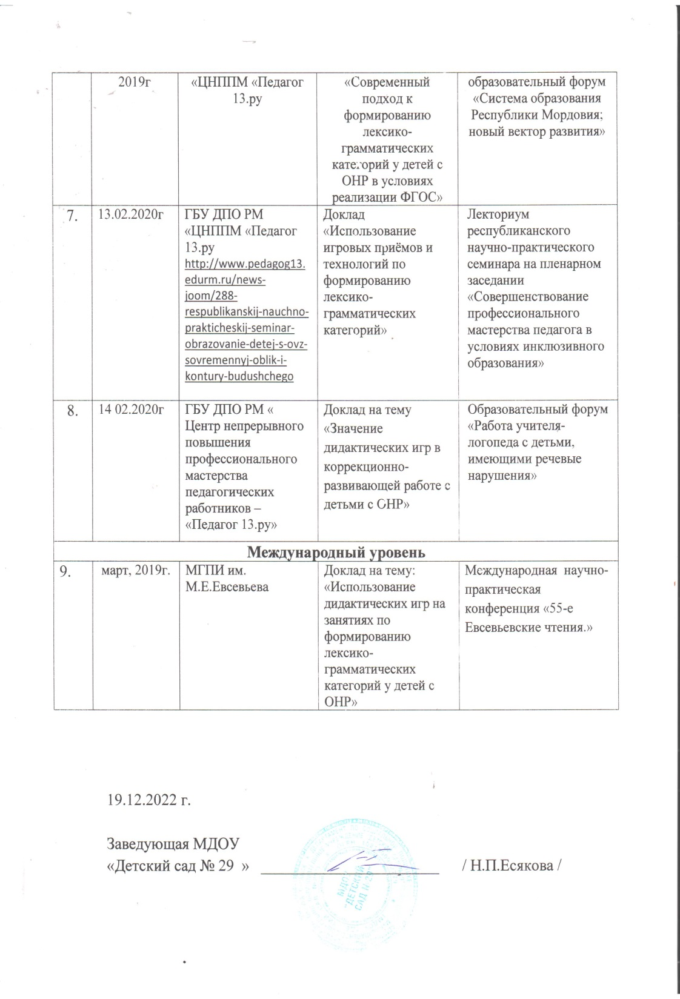 2019г
«ЦНППМ «Педагог
13.ру
«Современный
подход к
формированию
лексико-
грамматических
категорий у детей с
ОНР в условиях
реализации ФГОС»
образовательный форум
«Система образования
Республики Мордовия;
новый вектор развития»
7.
13.02.2020г
ГБУ ДПО РМ
«ЦНППМ «Педагог
13.ру
http://www.pedagog13.
edurm.ru/news-
joom/288-
respublikanskij-nauchno-
prakticheskij-seminar-
obrazovanie-detej-s-ovz-
sovremennyj-oblik-i-
kontury-budushchego
Доклад
«Использование
игровых приёмов и
технологий по
формированию
лексико-
грамматических
категорий»
Лекториум
республиканского
научно-практического
семинара на пленарном
заседании
«Совершенствование
профессионального
мастерства педагога в
условиях инклюзивного
образования»
8.
14 02.2020г
ГБУ ДПО РМ «
Центр непрерывного
повышения
профессионального
мастерства
педагогических
работников –
«Педагог 13.ру»
Доклад на тему
«Значение
дидактических игр в
коррекционно-
развивающей работе с
детьми с ОНР»
Образовательный форум
«Работа учителя-
логопеда с детьми,
имеющими речевые
нарушения»
Международный уровень
9.
март, 2019г.
МГПИ им.
М.Е.Евсевьева
Доклад на тему:
«Использование
дидактических игр на
занятиях по
формированию
лексико-
грамматических
категорий у детей с
ОНР»
Международная научно-
практическая
конференция «55-е
Евсевьевские чтения.»
19.12.2022 г.
Заведующая МДОУ
«Детский сад № 29 » / Н.П.Есякова /
МДОУ
"ДЕТСКИЙ
САД N 29"